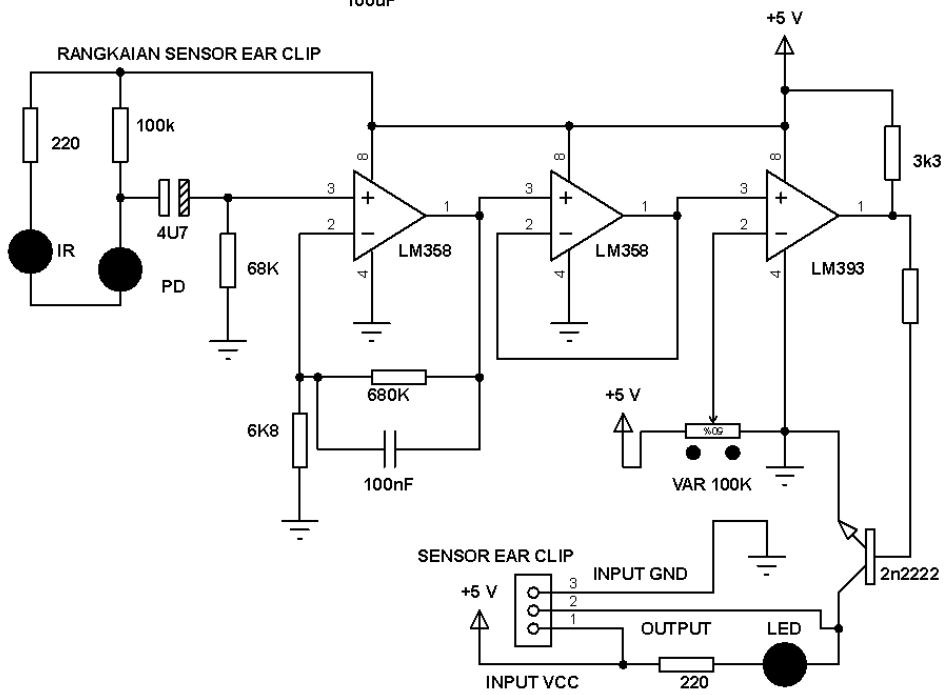 100uF
+5 V
RANGKAIAN SENSOR EAR CLIP
220
100k
3k3
8
8
8
3
1
3
1
3
1
2
2
2
4U7
IR
PD
68K
4
LM358
4
LM358
4
LM393
680K
+5 V
6K8
50%
100nF
VAR 100K
SENSOR EAR CLIP
2n2222
+5 V
3
INPUT GND
2
1
OUTPUT
LED
INPUT VCC
220